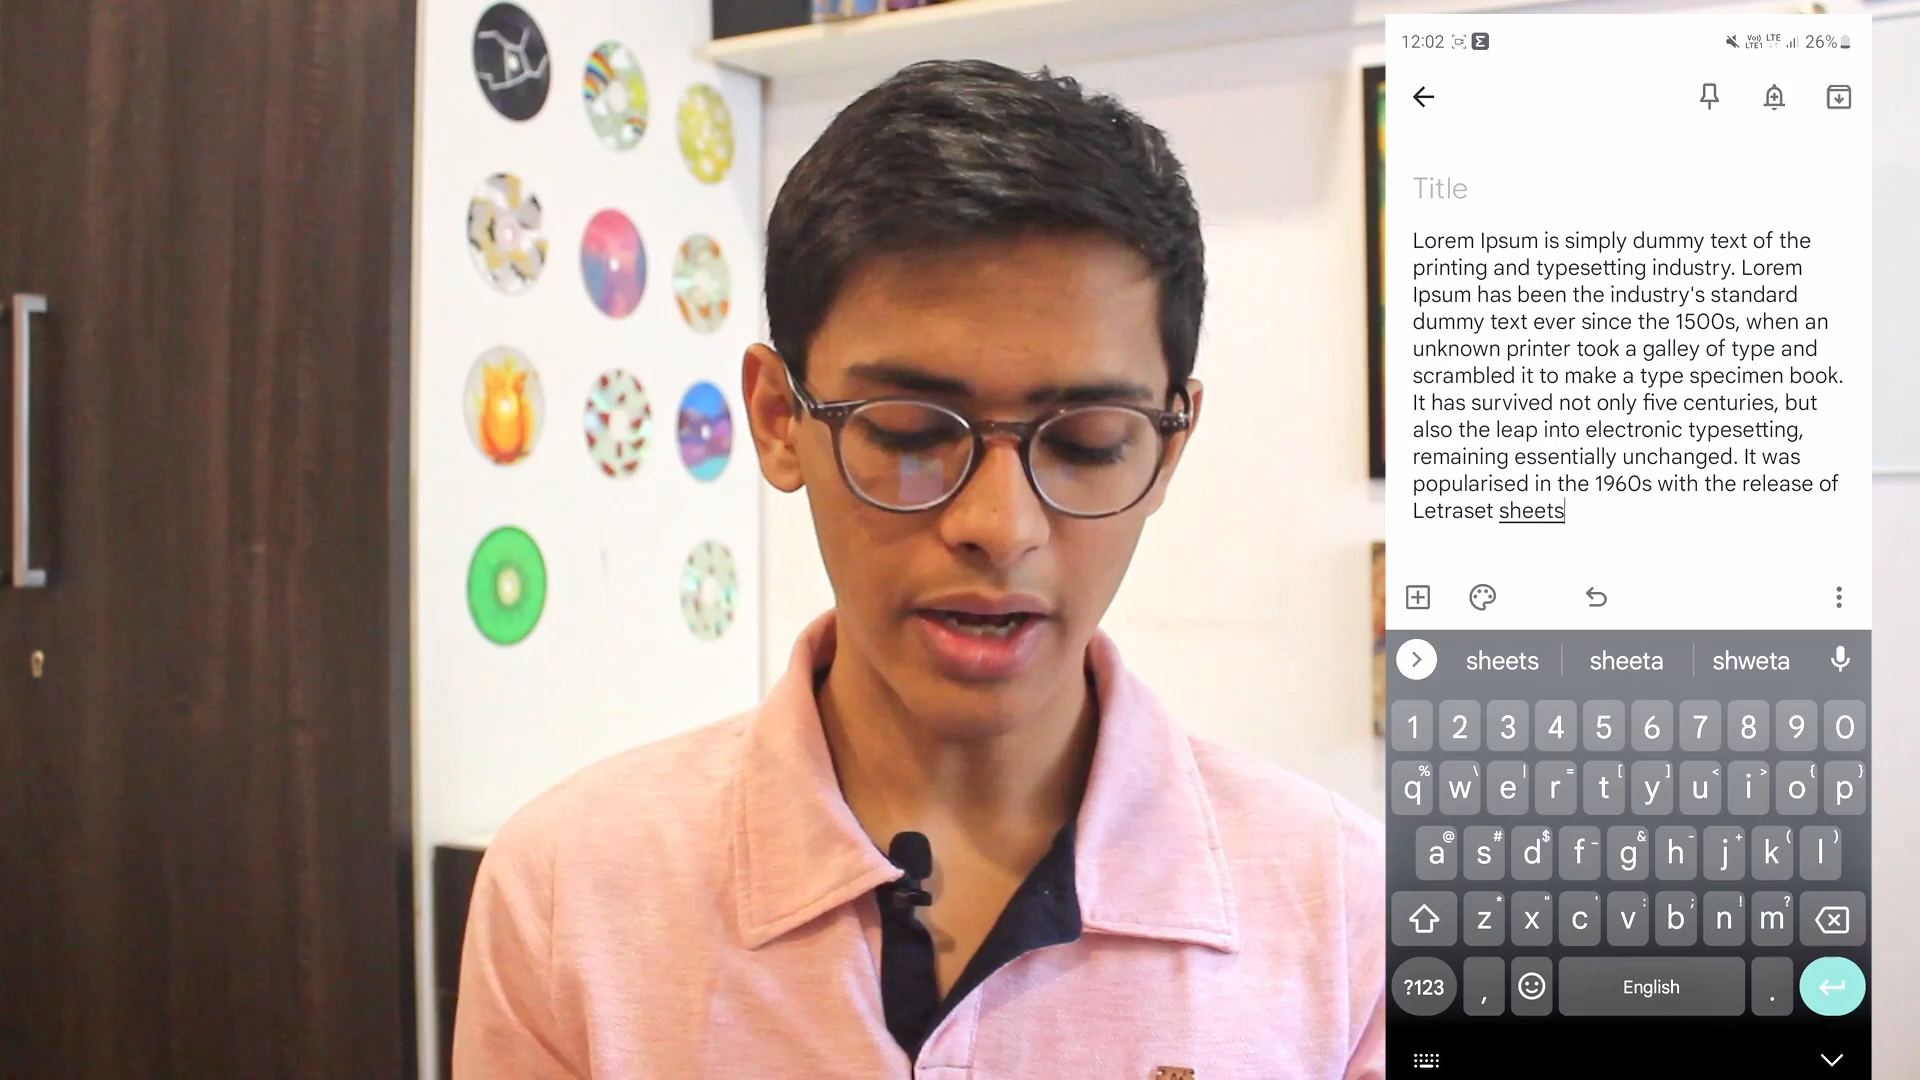 12:02 Vo) LTE 26%
LTE1
Title
Lorem Ipsum is simply dummy text of the
printing and typesetting industry. Lorem
Ipsum has been the industry's standard
dummy text ever since the 1500s, when an
unknown printer took a galley of type and
scrambled it to make a type specimen book.
It has survived not only five centuries, but
also the leap into electronic typesetting,
remaining essentially unchanged. It was
popularised in the 1960s with the release of
Letraset sheets
sheets sheeta shweta
1 2 3 4 5 6 7 8 9 0
% \ | = [ ] < > { }
q w e r t y u i o p
@ # $ _ & - + ( )
a s d f g h j k l
* " ' : ; ! ?
z x c v b n m
?123 , English .